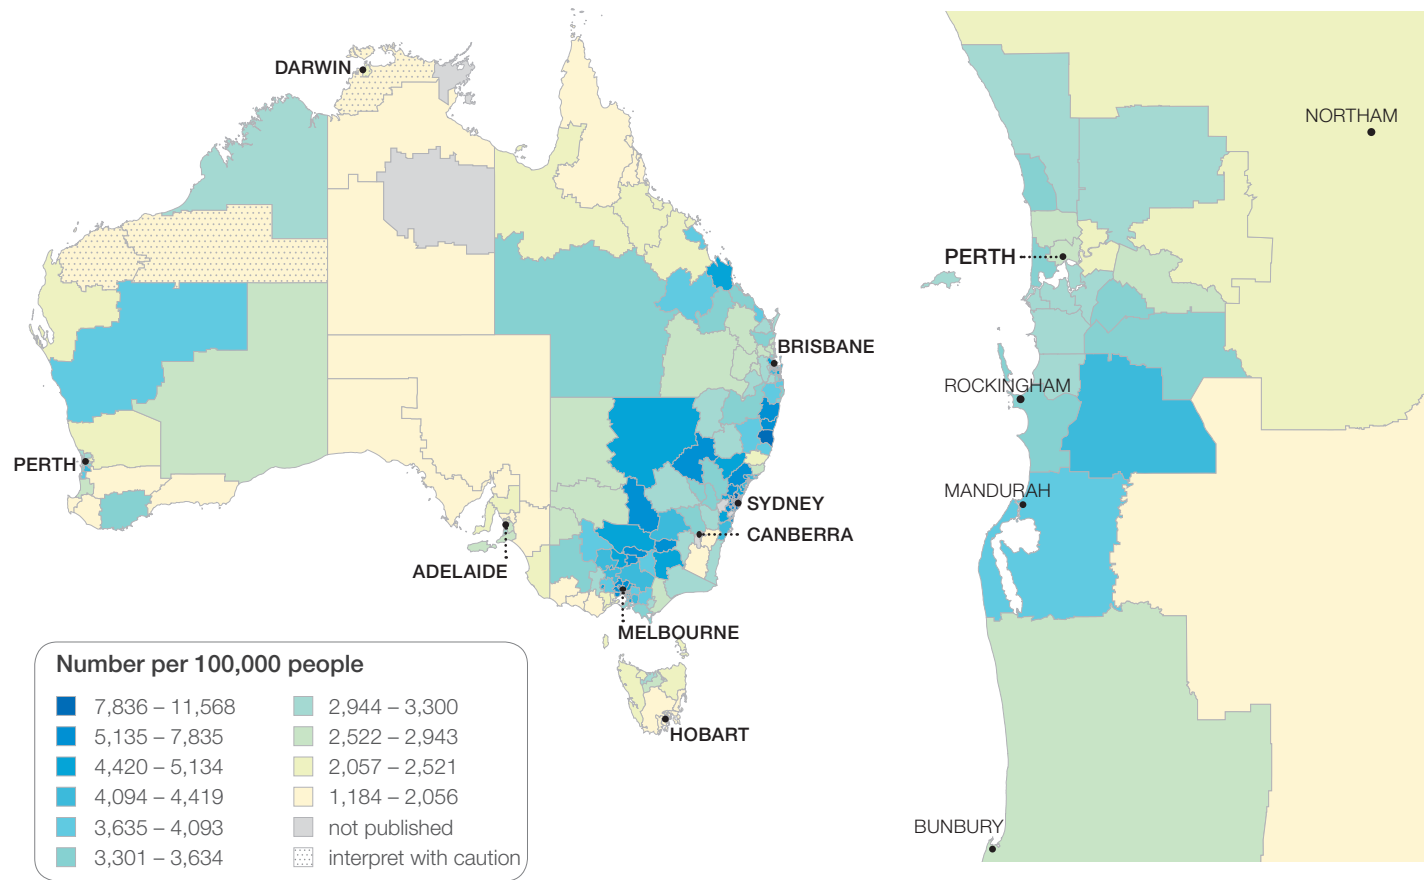 DARWIN
PERTH
BRISBANE
SYDNEY
CANBERRA
ADELAIDE
MELBOURNE
HOBART
Number per 100,000 people
7,836 – 11,568
5,135 – 7,835
4,420 – 5,134
4,094 – 4,419
3,635 – 4,093
3,301 – 3,634
2,944 – 3,300
2,522 – 2,943
2,057 – 2,521
1,184 – 2,056
not published
interpret with caution
NORTHAM
PERTH
ROCKINGHAM
MANDURAH
BUNBURY